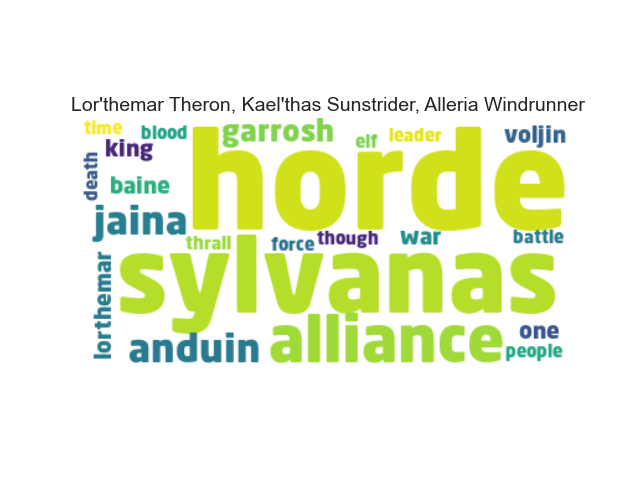 Lor'themar Theron, Kael'thas Sunstrider, Alleria Windrunner
time
blood
garrosh
elf
leader
voljin
king
death
baine
horde
jaina
thrall
force
though
war
battle
lorthemar
sylvanas
anduin
alliance
one
people